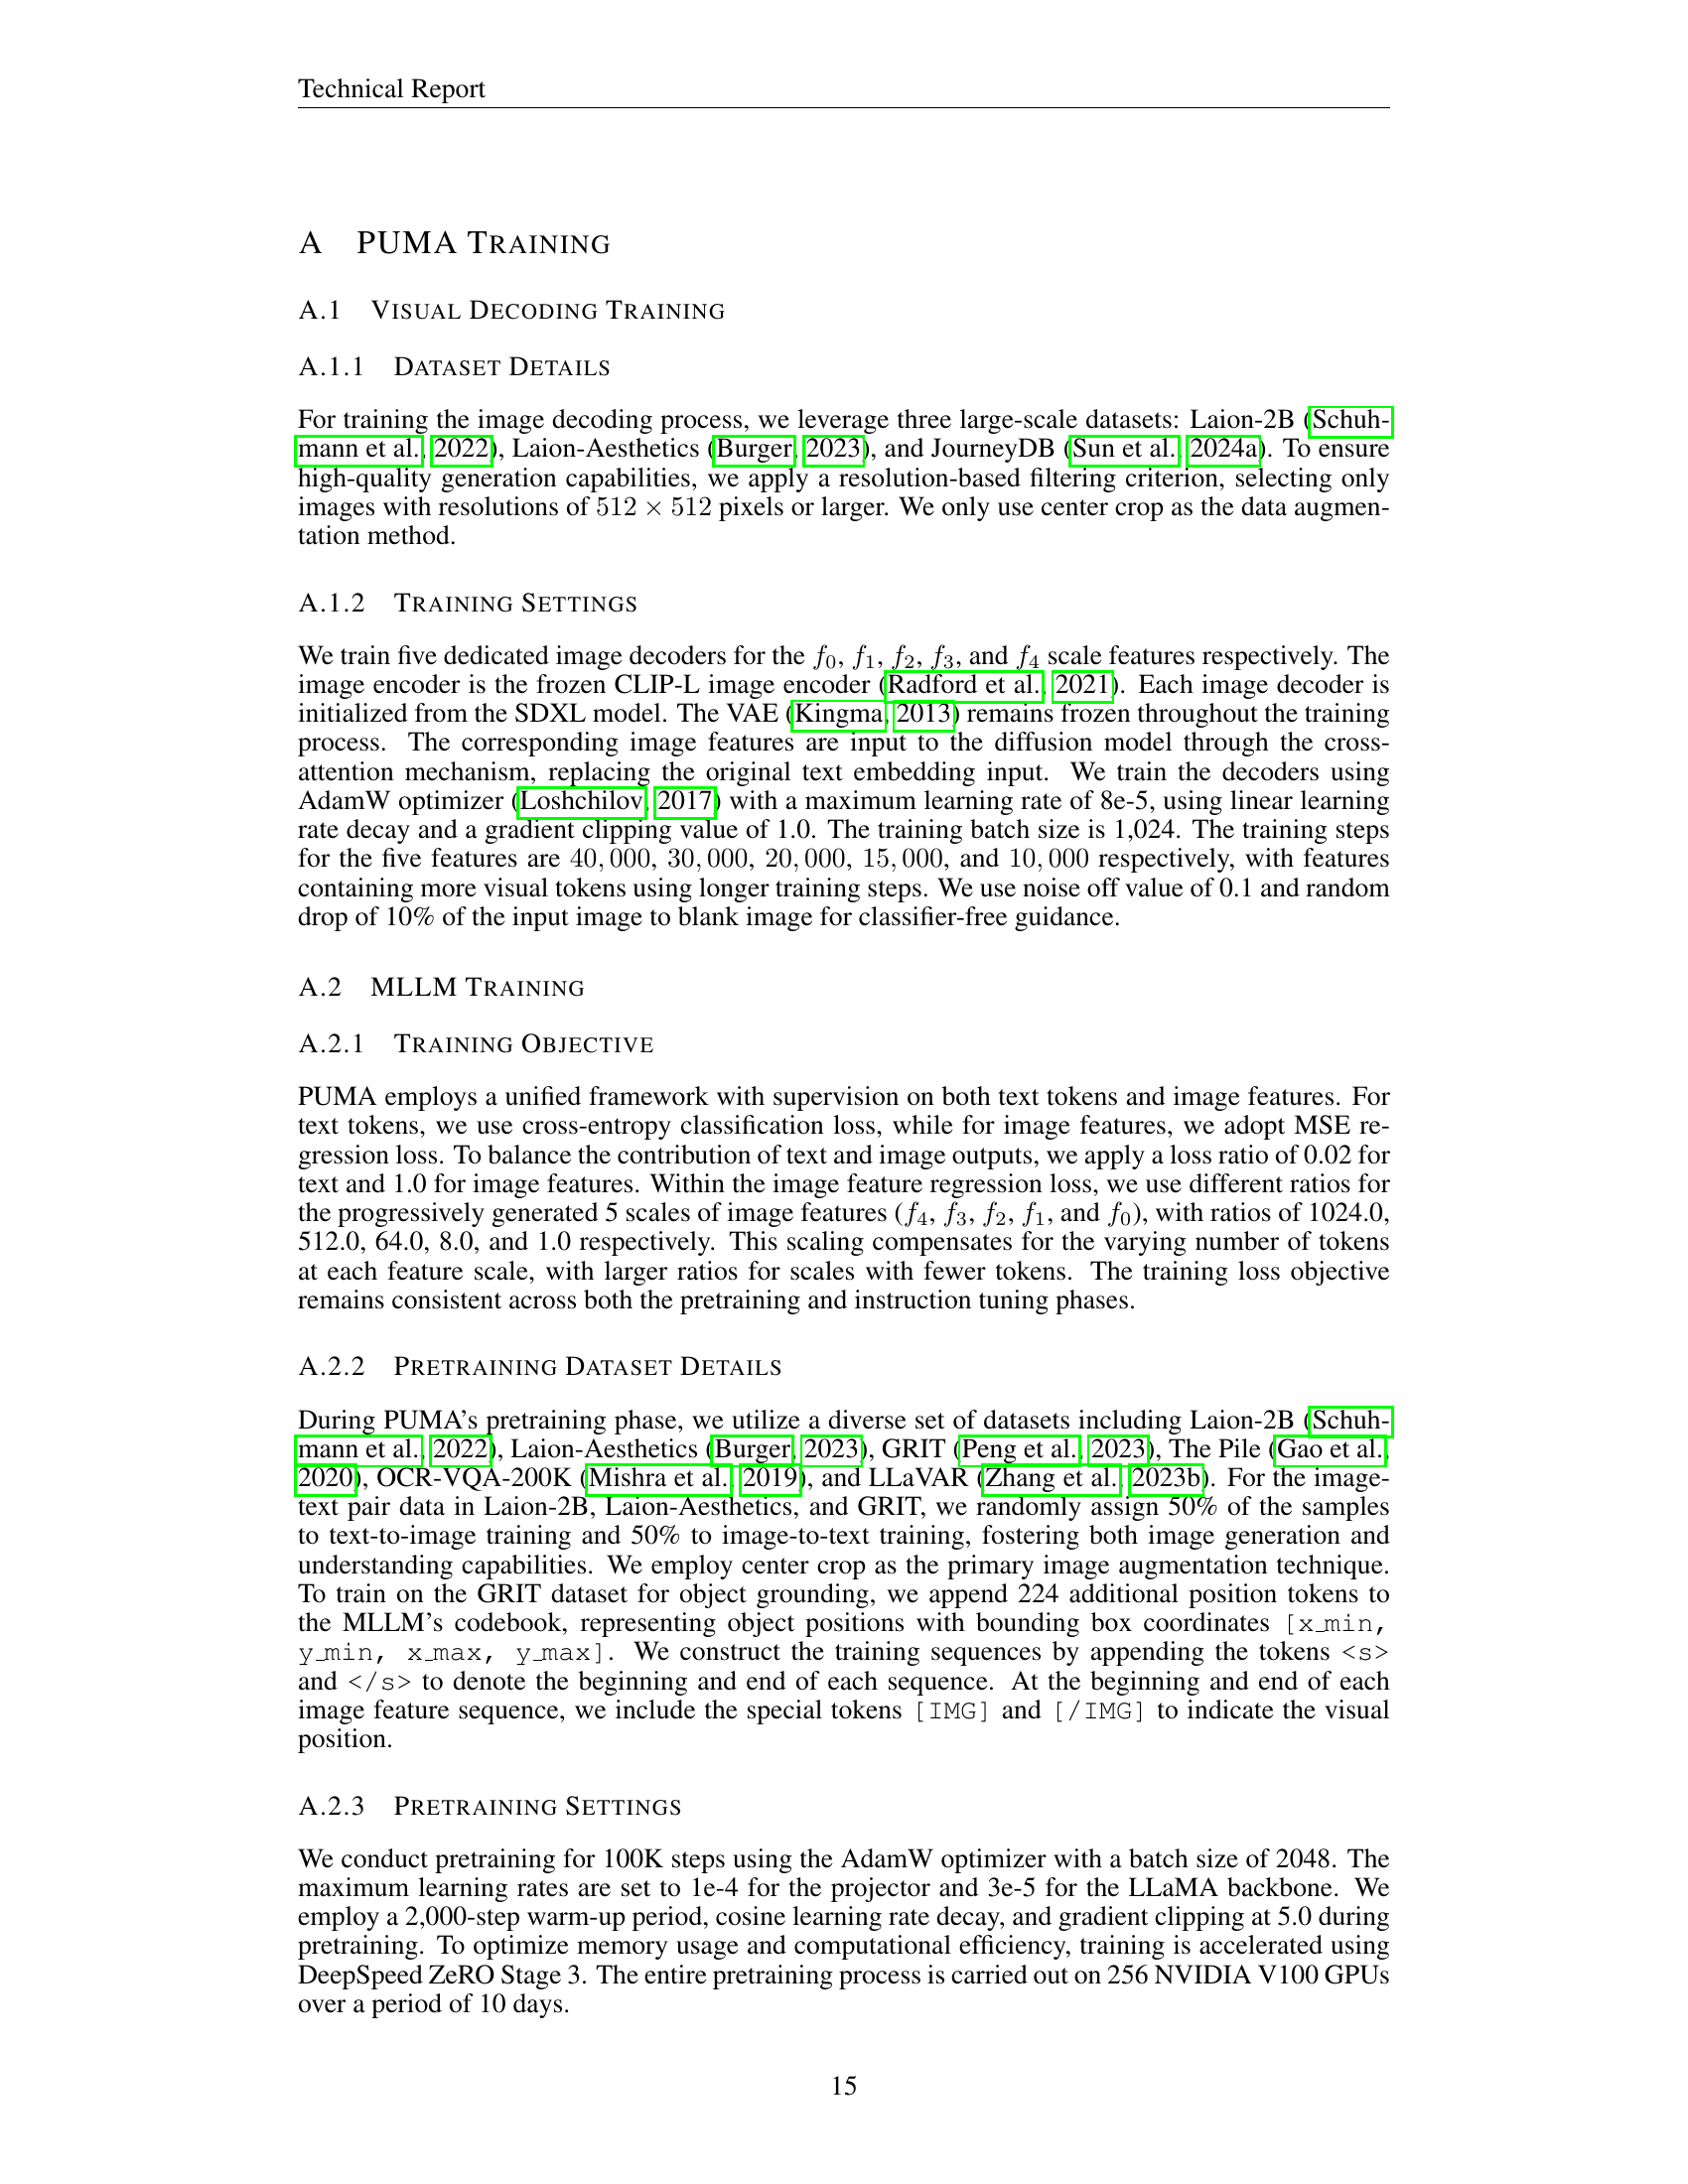 Technical Report
A PUMA TRAINING
A.1 VISUAL DECODING TRAINING
A.1.1 DATASET DETAILS
For training the image decoding process, we leverage three large-scale datasets: Laion-2B (Schuh-
mann et al., 2022), Laion-Aesthetics (Burger, 2023), and JourneyDB (Sun et al., 2024a). To ensure
high-quality generation capabilities, we apply a resolution-based filtering criterion, selecting only
images with resolutions of 512 × 512 pixels or larger. We only use center crop as the data augmen-
tation method.
A.1.2 TRAINING SETTINGS
We train five dedicated image decoders for the f0, f1, f2, f3, and f4 scale features respectively. The
image encoder is the frozen CLIP-L image encoder (Radford et al., 2021). Each image decoder is
initialized from the SDXL model. The VAE (Kingma, 2013) remains frozen throughout the training
process. The corresponding image features are input to the diffusion model through the cross-
attention mechanism, replacing the original text embedding input. We train the decoders using
AdamW optimizer (Loshchilov, 2017) with a maximum learning rate of 8e-5, using linear learning
rate decay and a gradient clipping value of 1.0. The training batch size is 1,024. The training steps
for the five features are 40,000, 30,000, 20,000, 15,000, and 10,000 respectively, with features
containing more visual tokens using longer training steps. We use noise off value of 0.1 and random
drop of 10% of the input image to blank image for classifier-free guidance.
A.2 MLLM TRAINING
A.2.1 TRAINING OBJECTIVE
PUMA employs a unified framework with supervision on both text tokens and image features. For
text tokens, we use cross-entropy classification loss, while for image features, we adopt MSE re-
gression loss. To balance the contribution of text and image outputs, we apply a loss ratio of 0.02 for
text and 1.0 for image features. Within the image feature regression loss, we use different ratios for
the progressively generated 5 scales of image features (f4, f3, f2, f1, and f0), with ratios of 1024.0,
512.0, 64.0, 8.0, and 1.0 respectively. This scaling compensates for the varying number of tokens
at each feature scale, with larger ratios for scales with fewer tokens. The training loss objective
remains consistent across both the pretraining and instruction tuning phases.
A.2.2 PRETRAINING DATASET DETAILS
During PUMA's pretraining phase, we utilize a diverse set of datasets including Laion-2B (Schuh-
mann et al., 2022), Laion-Aesthetics (Burger, 2023), GRIT (Peng et al., 2023), The Pile (Gao et al.,
2020), OCR-VQA-200K (Mishra et al., 2019), and LLaVAR (Zhang et al., 2023b). For the image-
text pair data in Laion-2B, Laion-Aesthetics, and GRIT, we randomly assign 50% of the samples
to text-to-image training and 50% to image-to-text training, fostering both image generation and
understanding capabilities. We employ center crop as the primary image augmentation technique.
To train on the GRIT dataset for object grounding, we append 224 additional position tokens to
the MLLM's codebook, representing object positions with bounding box coordinates [x_min,
y_min, x_max, y_max]. We construct the training sequences by appending the tokens <s>
and </s> to denote the beginning and end of each sequence. At the beginning and end of each
image feature sequence, we include the special tokens [IMG] and [/IMG] to indicate the visual
position.
A.2.3 PRETRAINING SETTINGS
We conduct pretraining for 100K steps using the AdamW optimizer with a batch size of 2048. The
maximum learning rates are set to 1e-4 for the projector and 3e-5 for the LLaMA backbone. We
employ a 2,000-step warm-up period, cosine learning rate decay, and gradient clipping at 5.0 during
pretraining. To optimize memory usage and computational efficiency, training is accelerated using
DeepSpeed ZeRO Stage 3. The entire pretraining process is carried out on 256 NVIDIA V100 GPUs
over a period of 10 days.
15